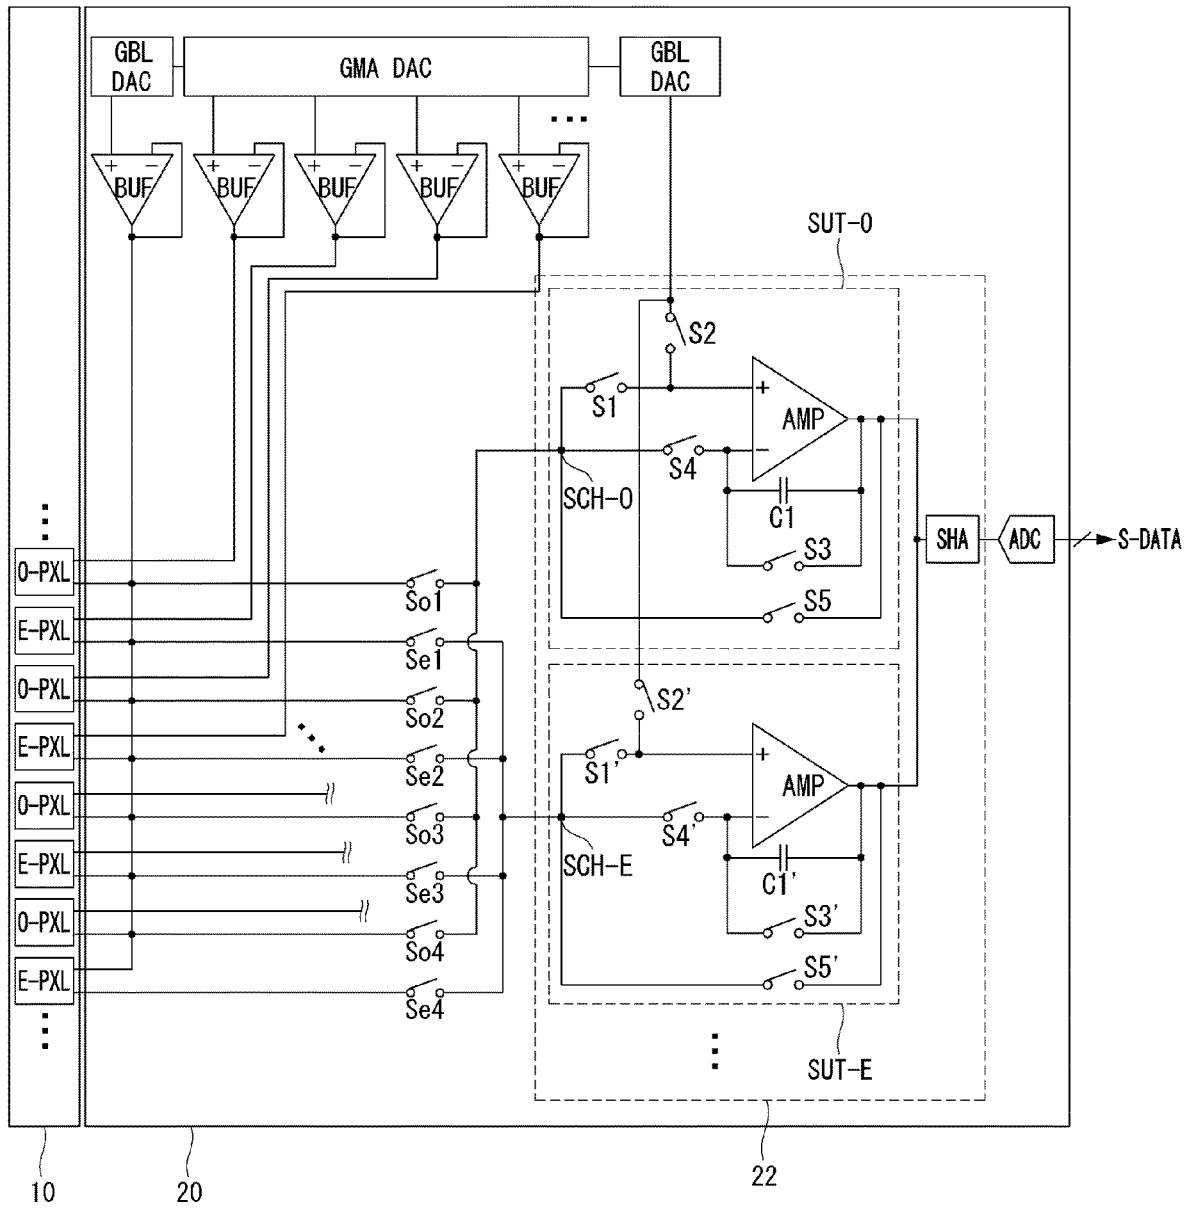 GBL
DAC
GMA DAC
GBL
DAC
+ −
BUF
+ −
BUF
+ −
BUF
+ −
BUF
+ −
BUF
SUT-O
S2
S1
+
AMP
S4
−
SCH-O
C1
S3
S5
SHA
ADC
S-DATA
O-PXL
So1
E-PXL
Se1
O-PXL
So2
E-PXL
Se2
O-PXL
So3
E-PXL
Se3
O-PXL
So4
E-PXL
Se4
S2'
S1'
+
AMP
S4'
−
SCH-E
C1'
S3'
S5'
SUT-E
10
20
22